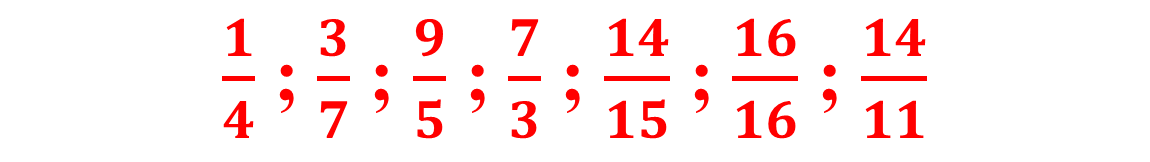 1/4 ; 3/7 ; 9/5 ; 7/3 ; 14/15 ; 16/16 ; 14/11